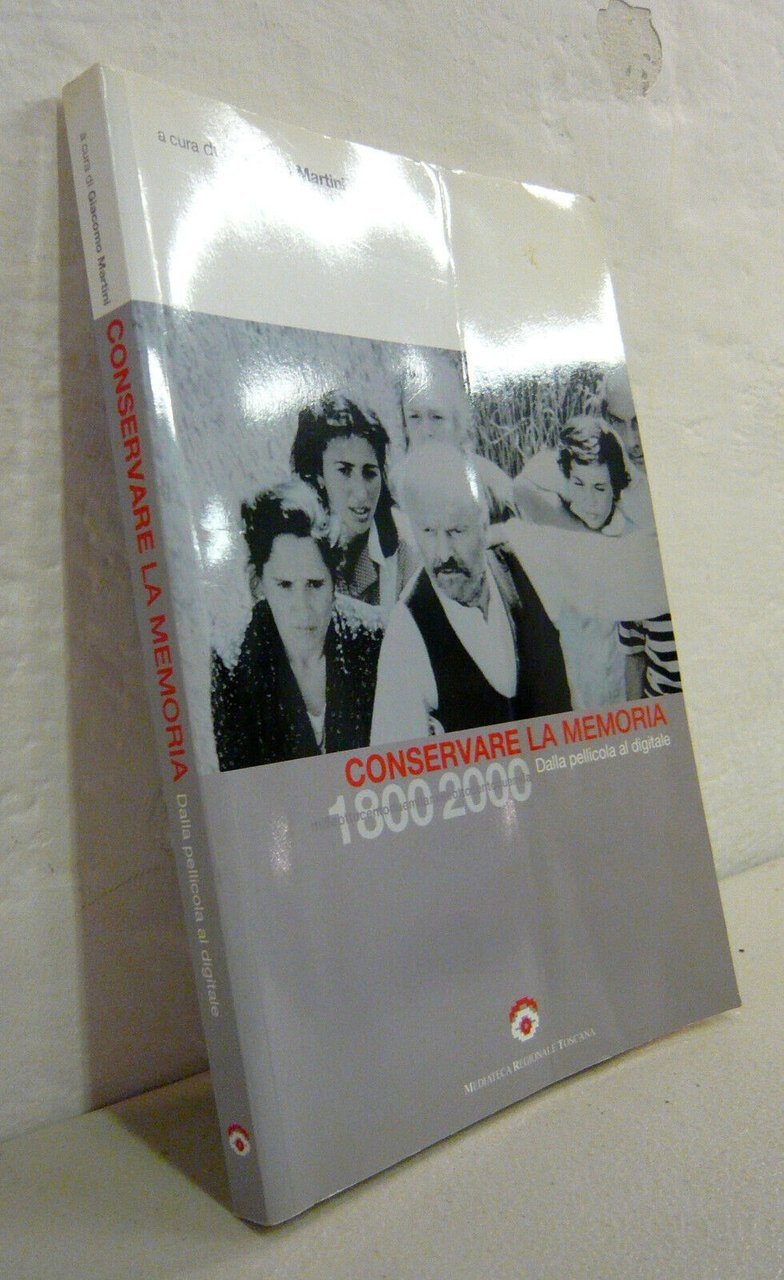 a cura di Martini
CONSERVARE LA MEMORIA
Dalla pellicola al digitale
1800 2000
MEDIATECA REGIONALE TOSCANA
a cura di Giacomo Martini
CONSERVARE LA MEMORIA
Dalla pellicola al digitale